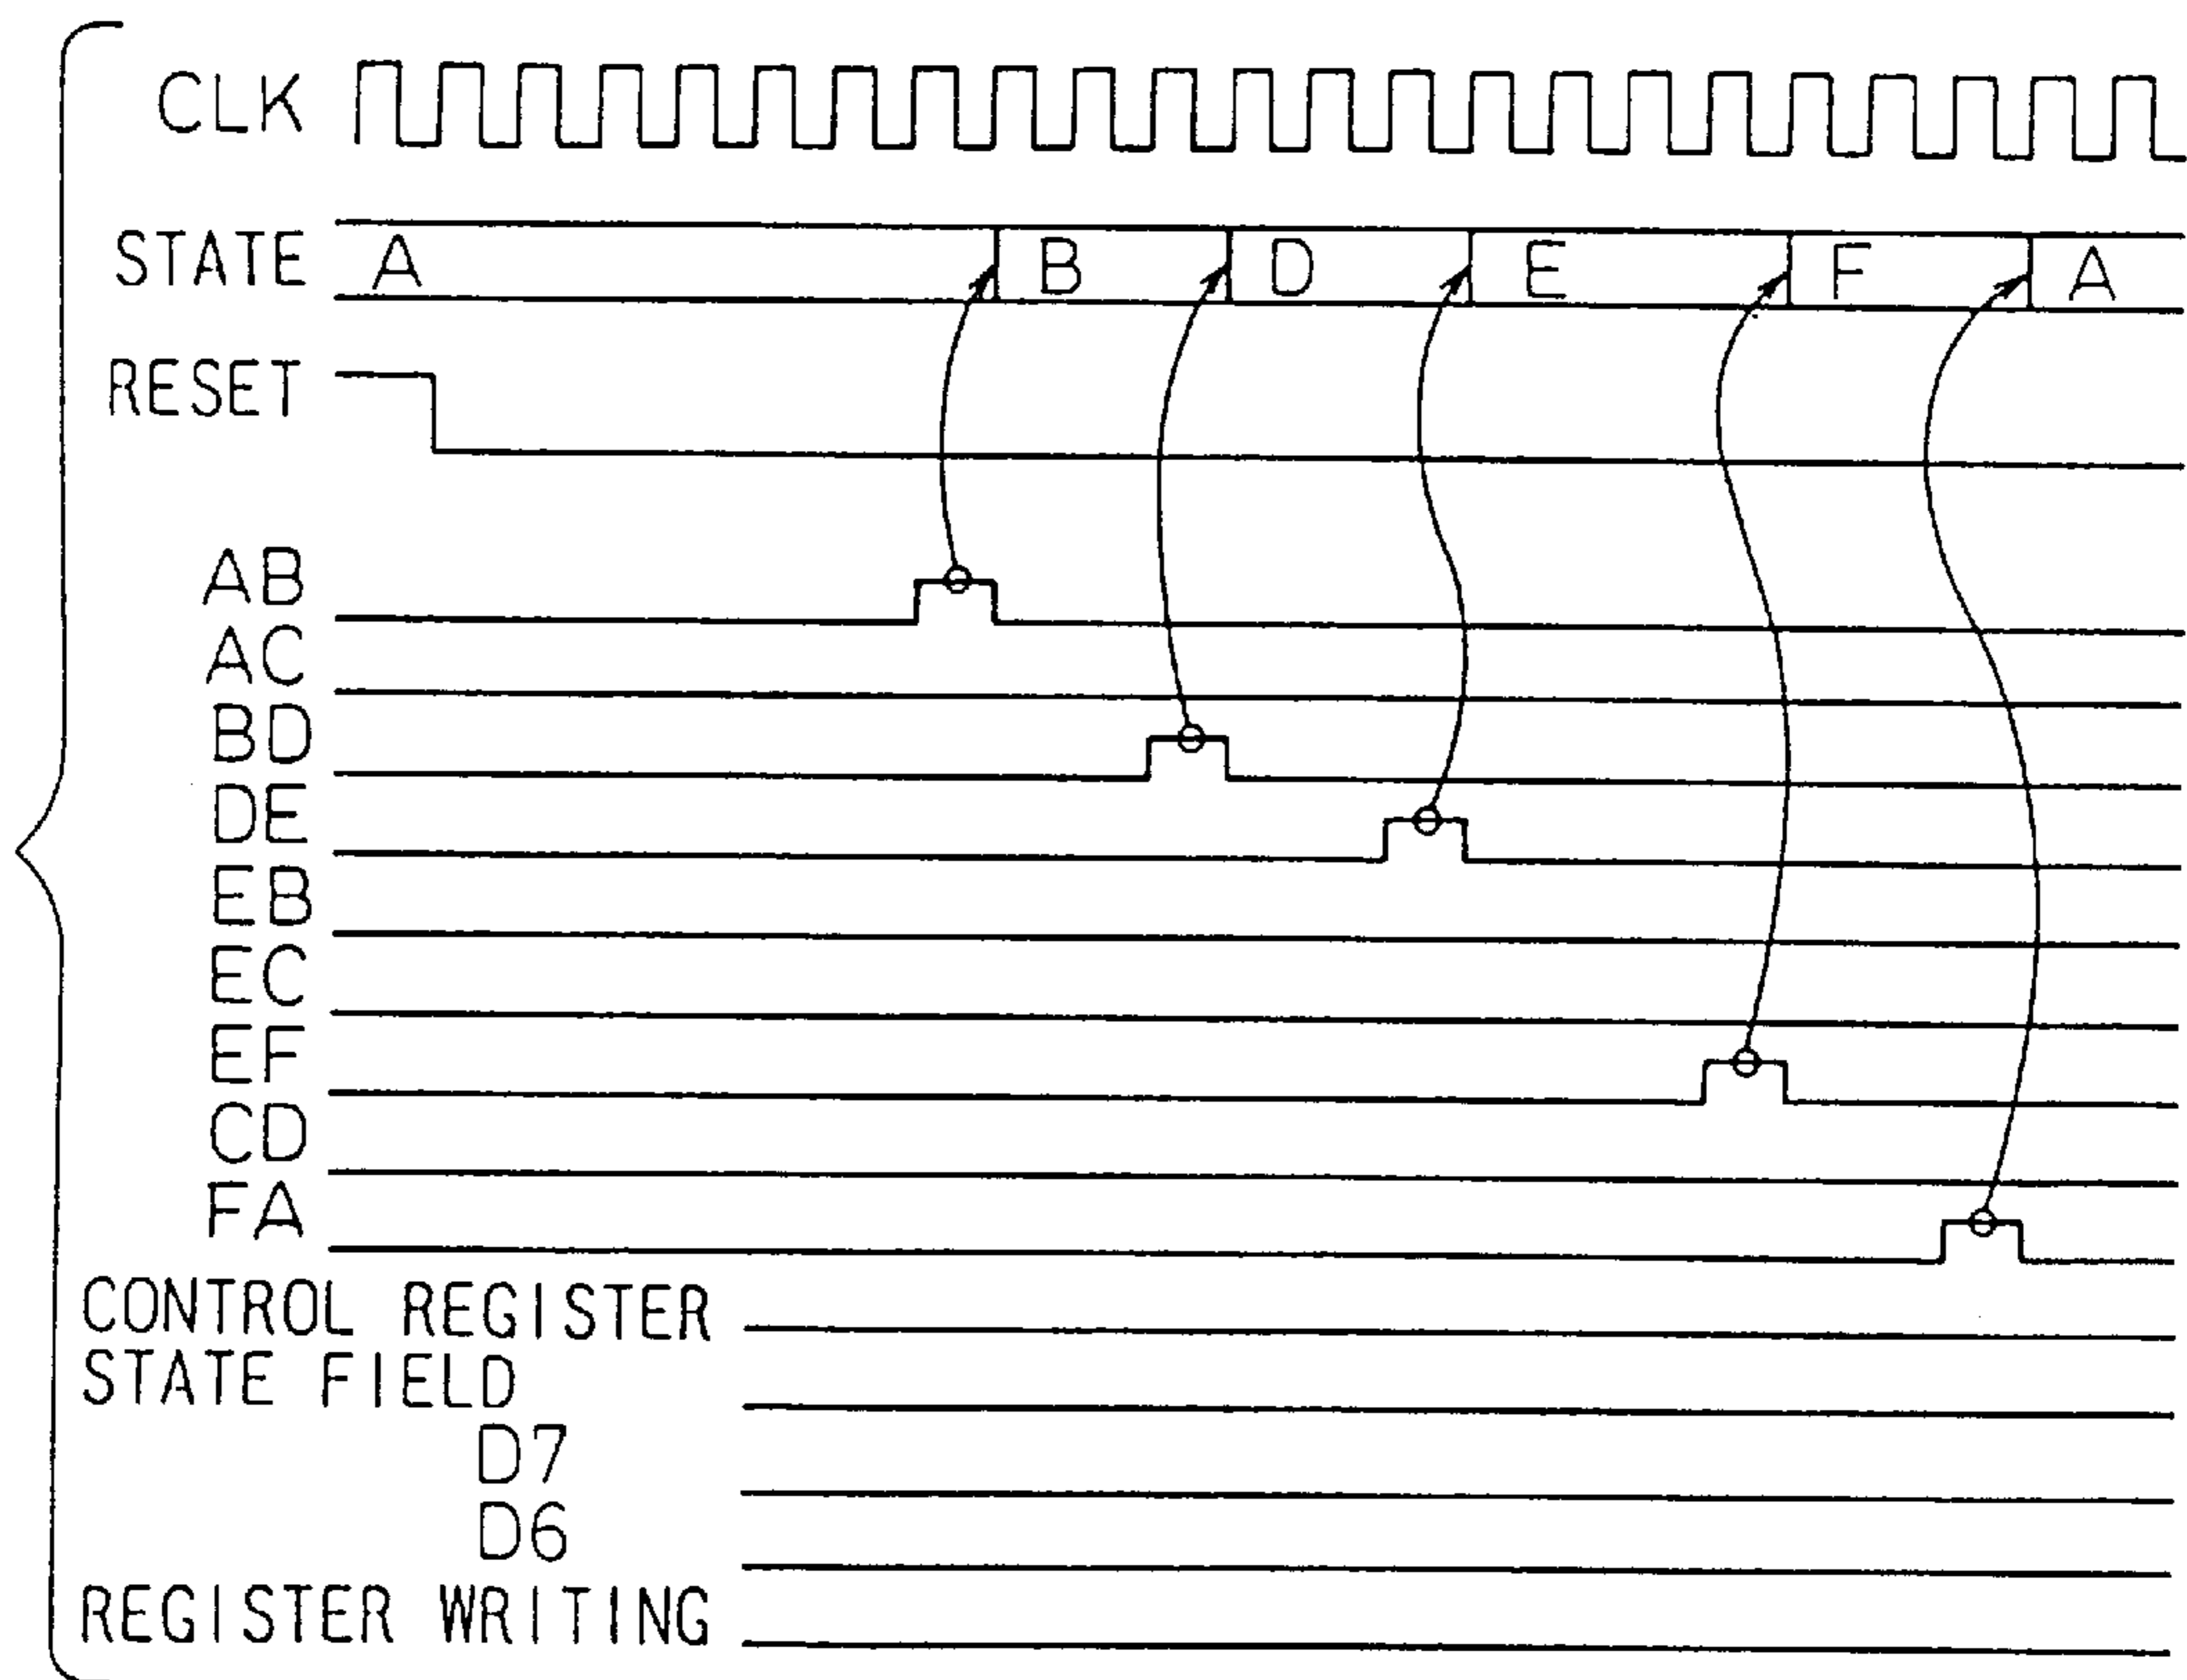 CLK
STATE A B D E F A
RESET
AB
AC
BD
DE
EB
EC
EF
CD
FA
CONTROL REGISTER
STATE FIELD
D7
D6
REGISTER WRITING